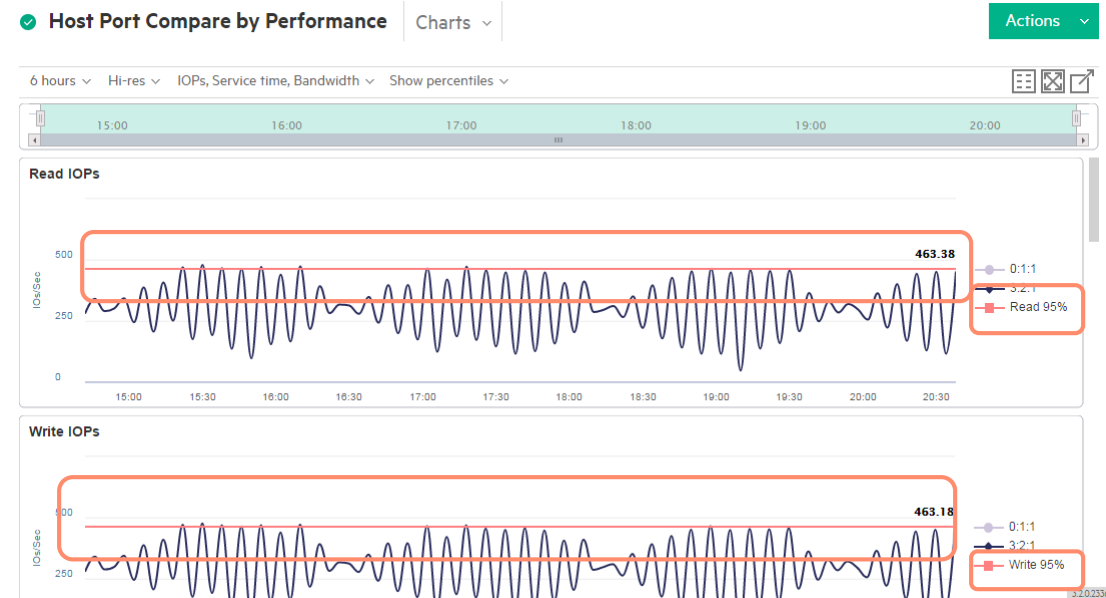 Host Port Compare by Performance
Charts
Actions
6 hours Hi-res IOPs, Service time, Bandwidth Show percentiles
15:00 16:00 17:00 18:00 19:00 20:00
Read IOPs
463.38
500
250
0
IOs/Sec
0:1:1
3:2:1
Read 95%
15:00 15:30 16:00 16:30 17:00 17:30 18:00 18:30 19:00 19:30 20:00 20:30
Write IOPs
463.18
500
250
IOs/Sec
0:1:1
3:2:1
Write 95%